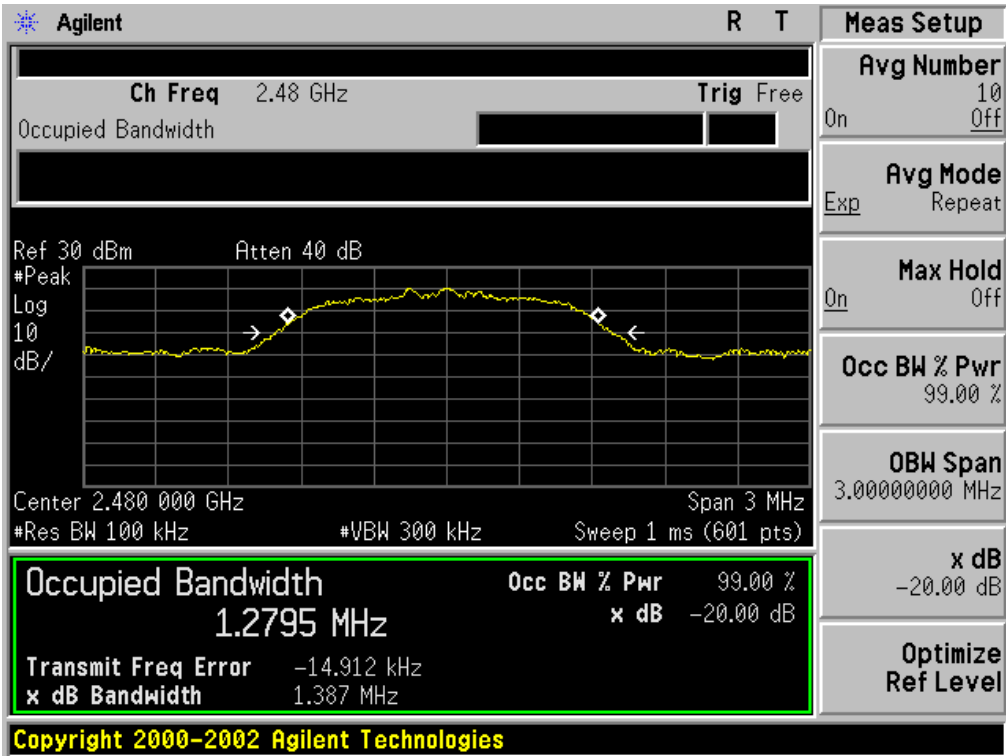 Agilent R T Meas Setup
Ch Freq 2.48 GHz Trig Free
Occupied Bandwidth
Ref 30 dBm Atten 40 dB
#Peak
Log
10
dB/
Center 2.480 000 GHz Span 3 MHz
#Res BW 100 kHz #VBW 300 kHz Sweep 1 ms (601 pts)
Occupied Bandwidth Occ BW % Pwr 99.00 %
1.2795 MHz x dB -20.00 dB
Transmit Freq Error -14.912 kHz
x dB Bandwidth 1.387 MHz
Avg Number
10
On Off
Avg Mode
Exp Repeat
Max Hold
On Off
Occ BW % Pwr
99.00 %
OBW Span
3.00000000 MHz
x dB
-20.00 dB
Optimize
Ref Level
Copyright 2000-2002 Agilent Technologies